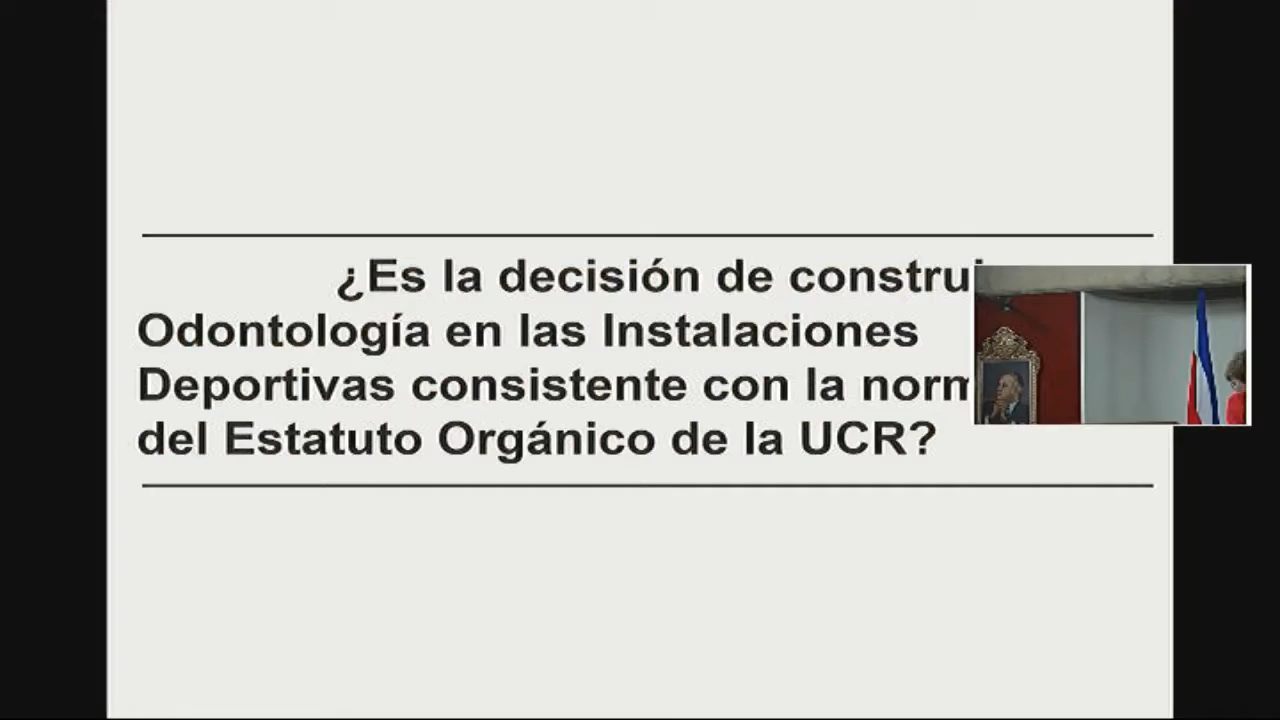 ¿Es la decisión de construi
Odontología en las Instalaciones
Deportivas consistente con la norm
del Estatuto Orgánico de la UCR?